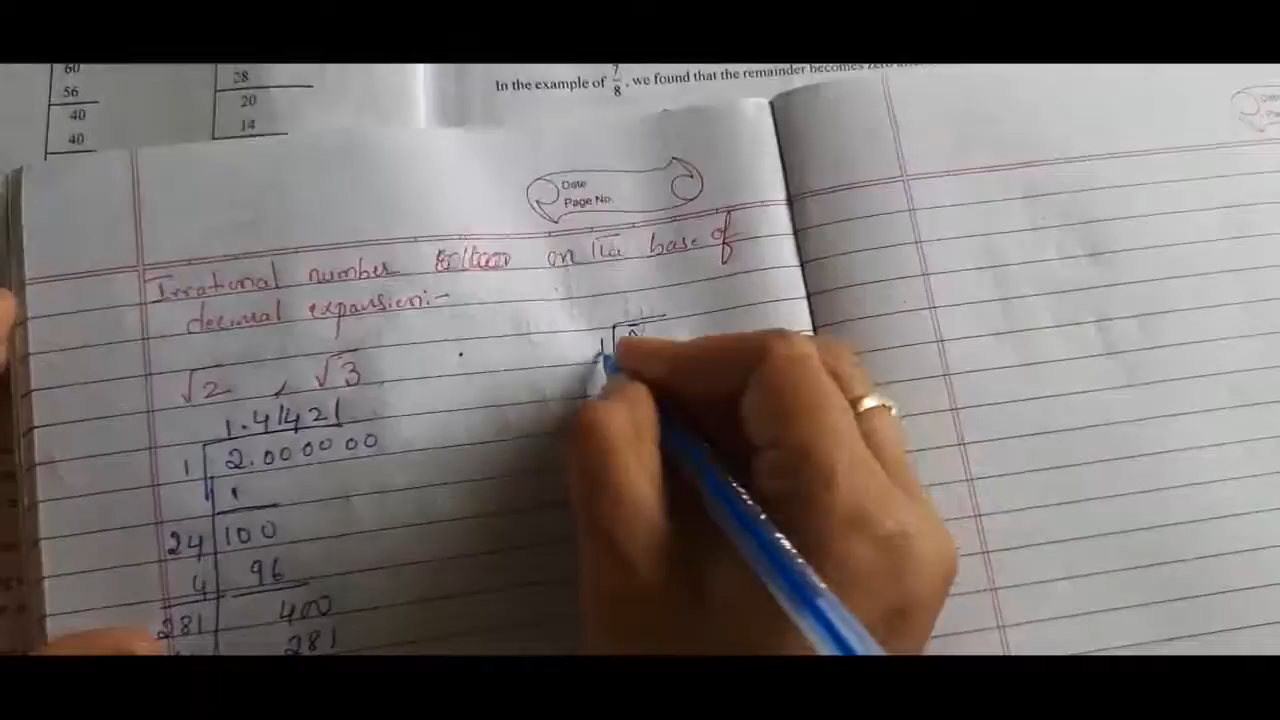 60
56
40
40
28
20
14
In the example of 7/8, we found that the remainder becomes
Date
Page No.
Irrational number on the base of
decimal expansion:-
√2 , √3
1.41421
1 2.000000
1
24 100
4 96
281 400
281
1